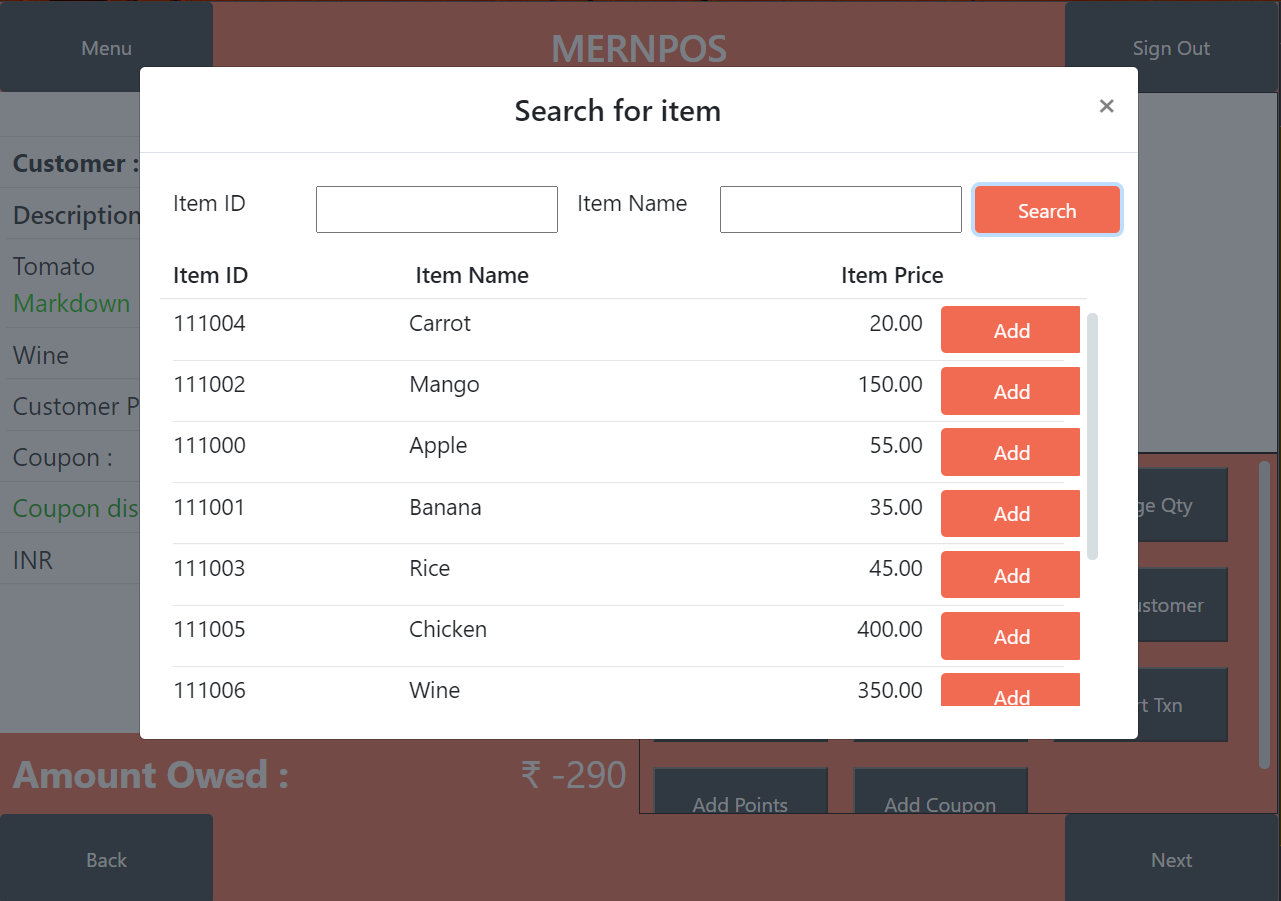 Menu
MERNPOS
Sign Out
Search for item
×
Customer :
Description
Tomato
Markdown
Wine
Customer P
Coupon :
Coupon dis
INR
Item ID
Item Name
Search
Item ID Item Name Item Price
111004 Carrot 20.00 Add
111002 Mango 150.00 Add
111000 Apple 55.00 Add
111001 Banana 35.00 Add
111003 Rice 45.00 Add
111005 Chicken 400.00 Add
111006 Wine 350.00 Add
ge Qty
ustomer
rt Txn
Amount Owed : ₹ -290
Add Points
Add Coupon
Back
Next